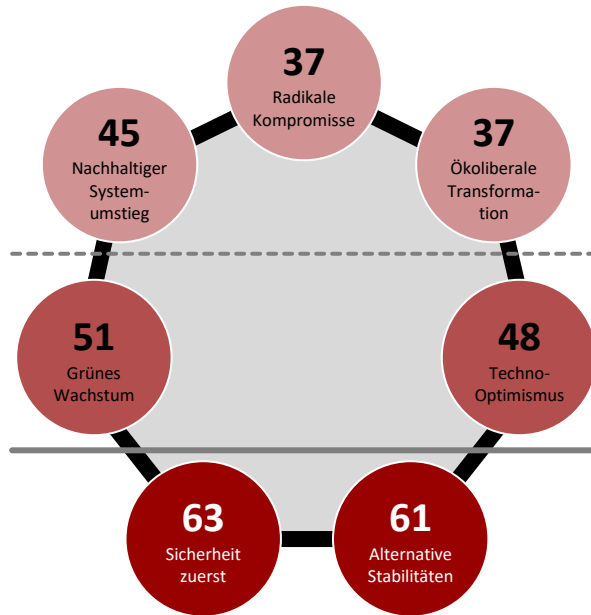 37
Radikale
Kompromisse
45
Nachhaltiger
System-
umstieg
37
Ökoliberale
Transforma-
tion
51
Grünes
Wachstum
48
Techno-
Optimismus
63
Sicherheit
zuerst
61
Alternative
Stabilitäten